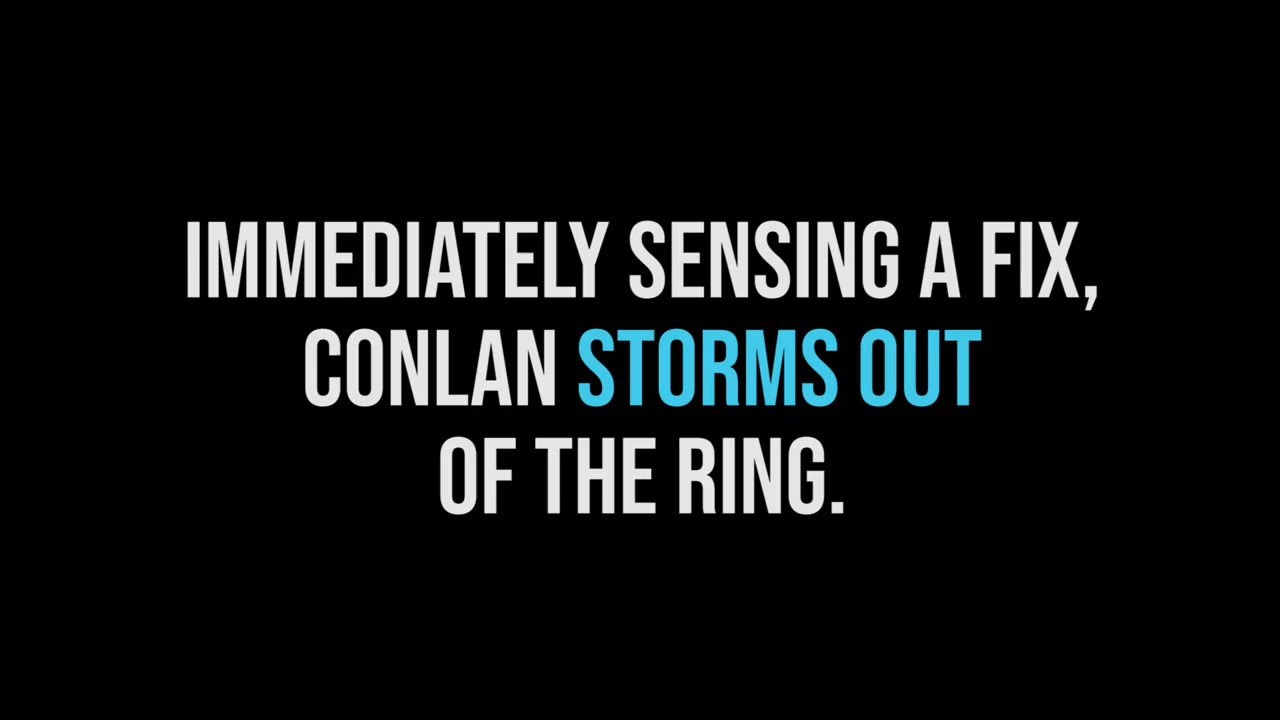 IMMEDIATELY SENSING A FIX,
CONLAN STORMS OUT
OF THE RING.